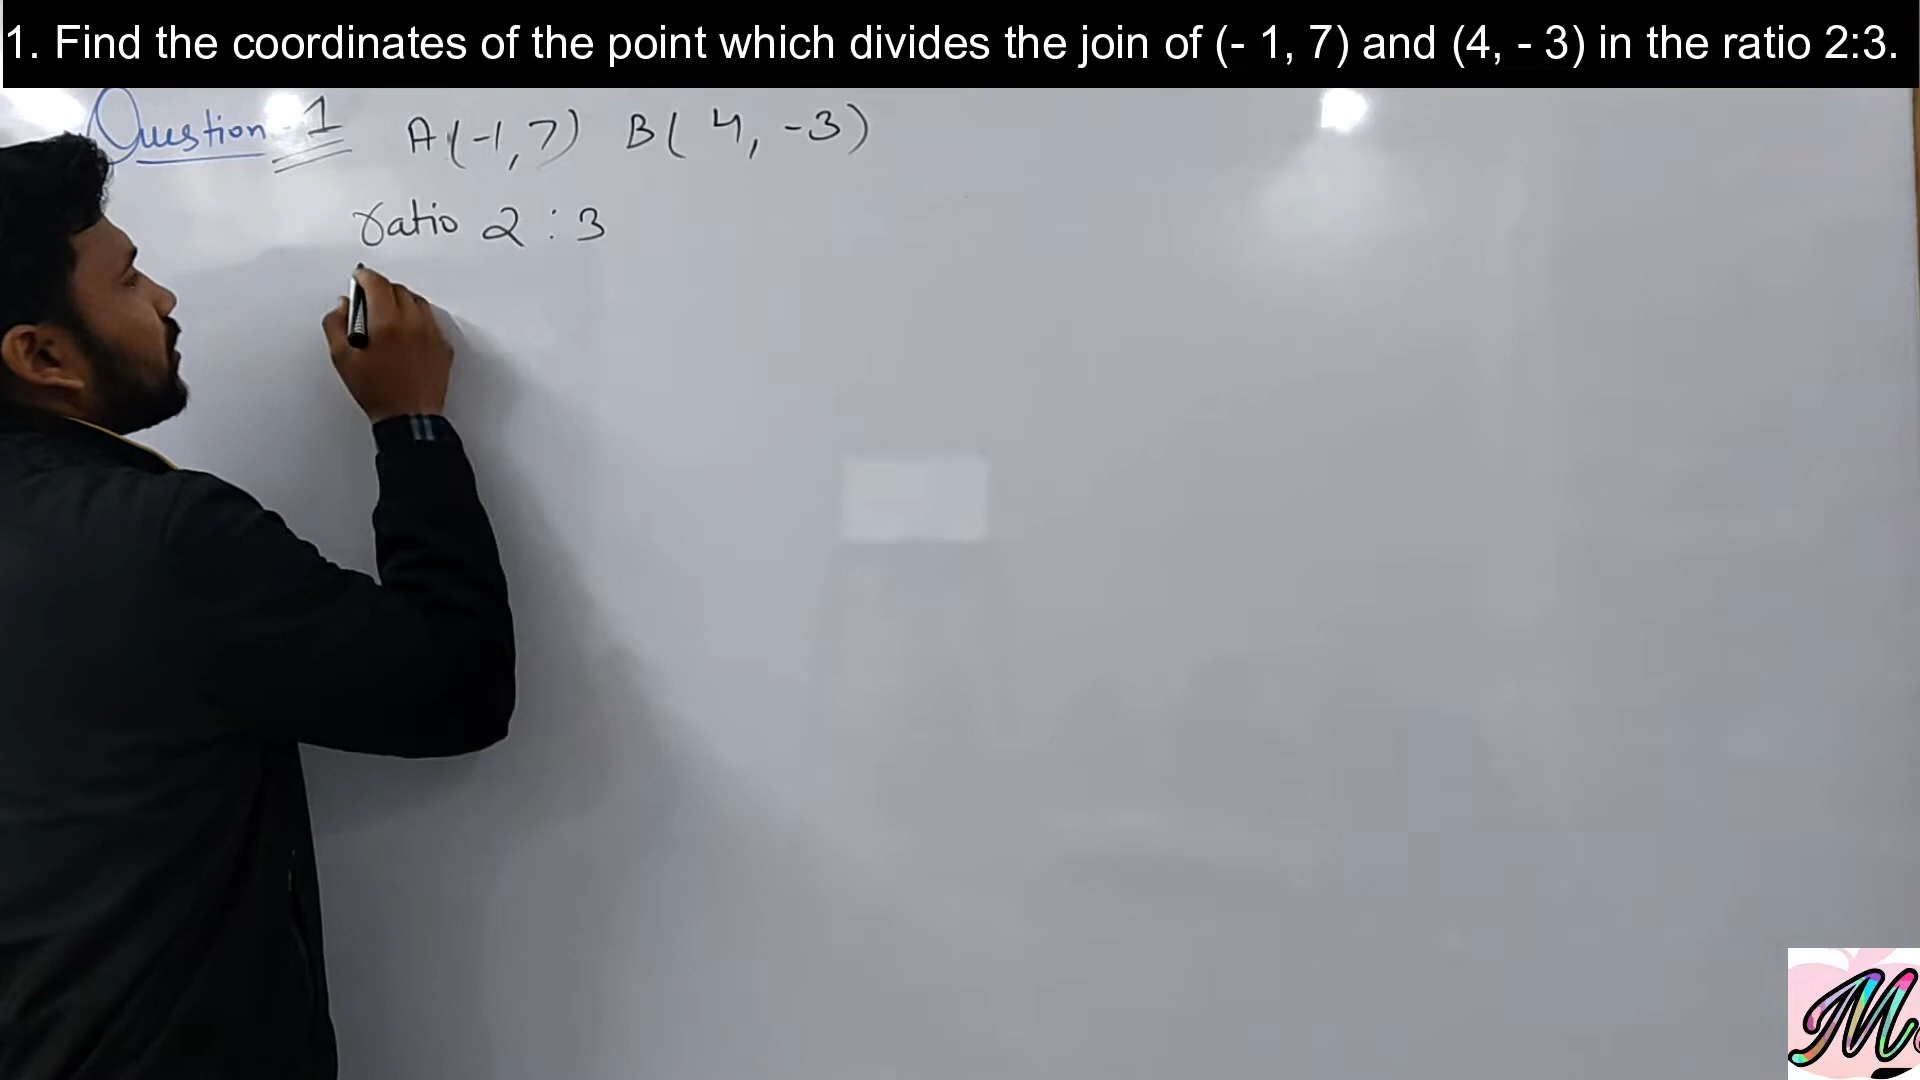 1. Find the coordinates of the point which divides the join of (- 1, 7) and (4, - 3) in the ratio 2:3.
Question - 1 A(-1, 7) B( 4, -3)
ratio 2 : 3
M